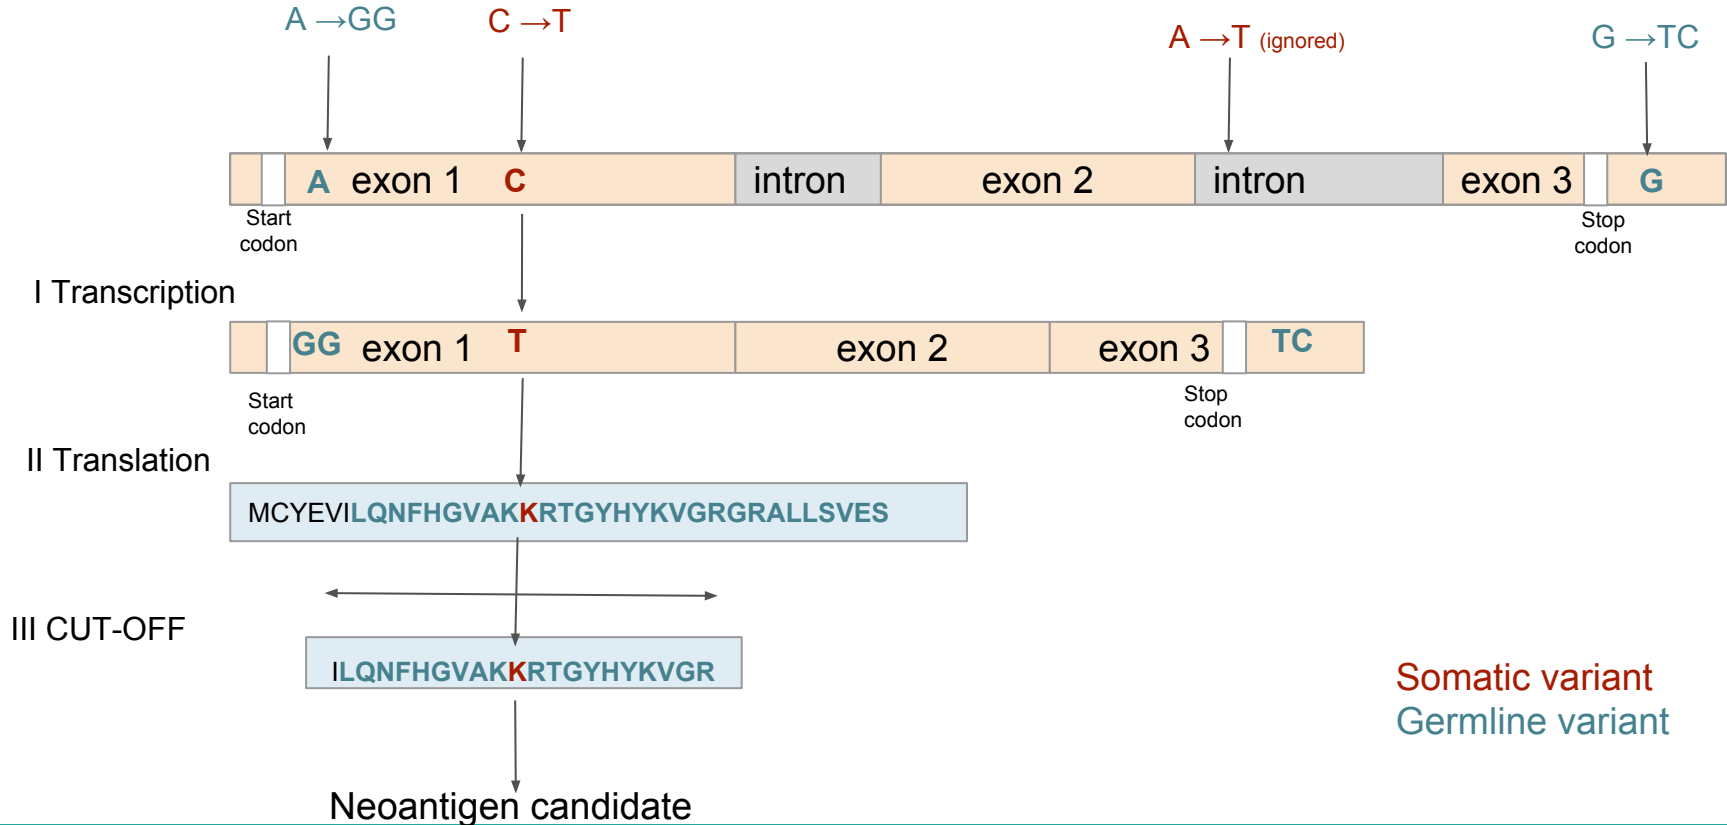 A →GG
C →T
A →T (ignored)
G →TC
A exon 1 C intron exon 2 intron exon 3 G
Start
codon
Stop
codon
I Transcription
GG exon 1 T exon 2 exon 3 TC
Start
codon
Stop
codon
II Translation
MCYEVILQNFHGVAKKRTGYHYKVGRGRALLSVES
III CUT-OFF
ILQNFHGVAKKRTGYHYKVGR
Somatic variant
Germline variant
Neoantigen candidate